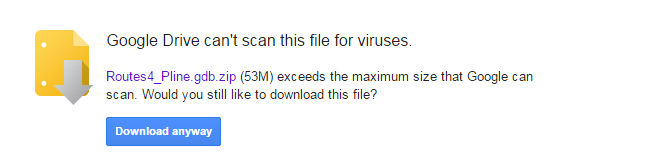 Google Drive can't scan this file for viruses.
Routes4_Pline.gdb.zip (53M) exceeds the maximum size that Google can
scan. Would you still like to download this file?
Download anyway